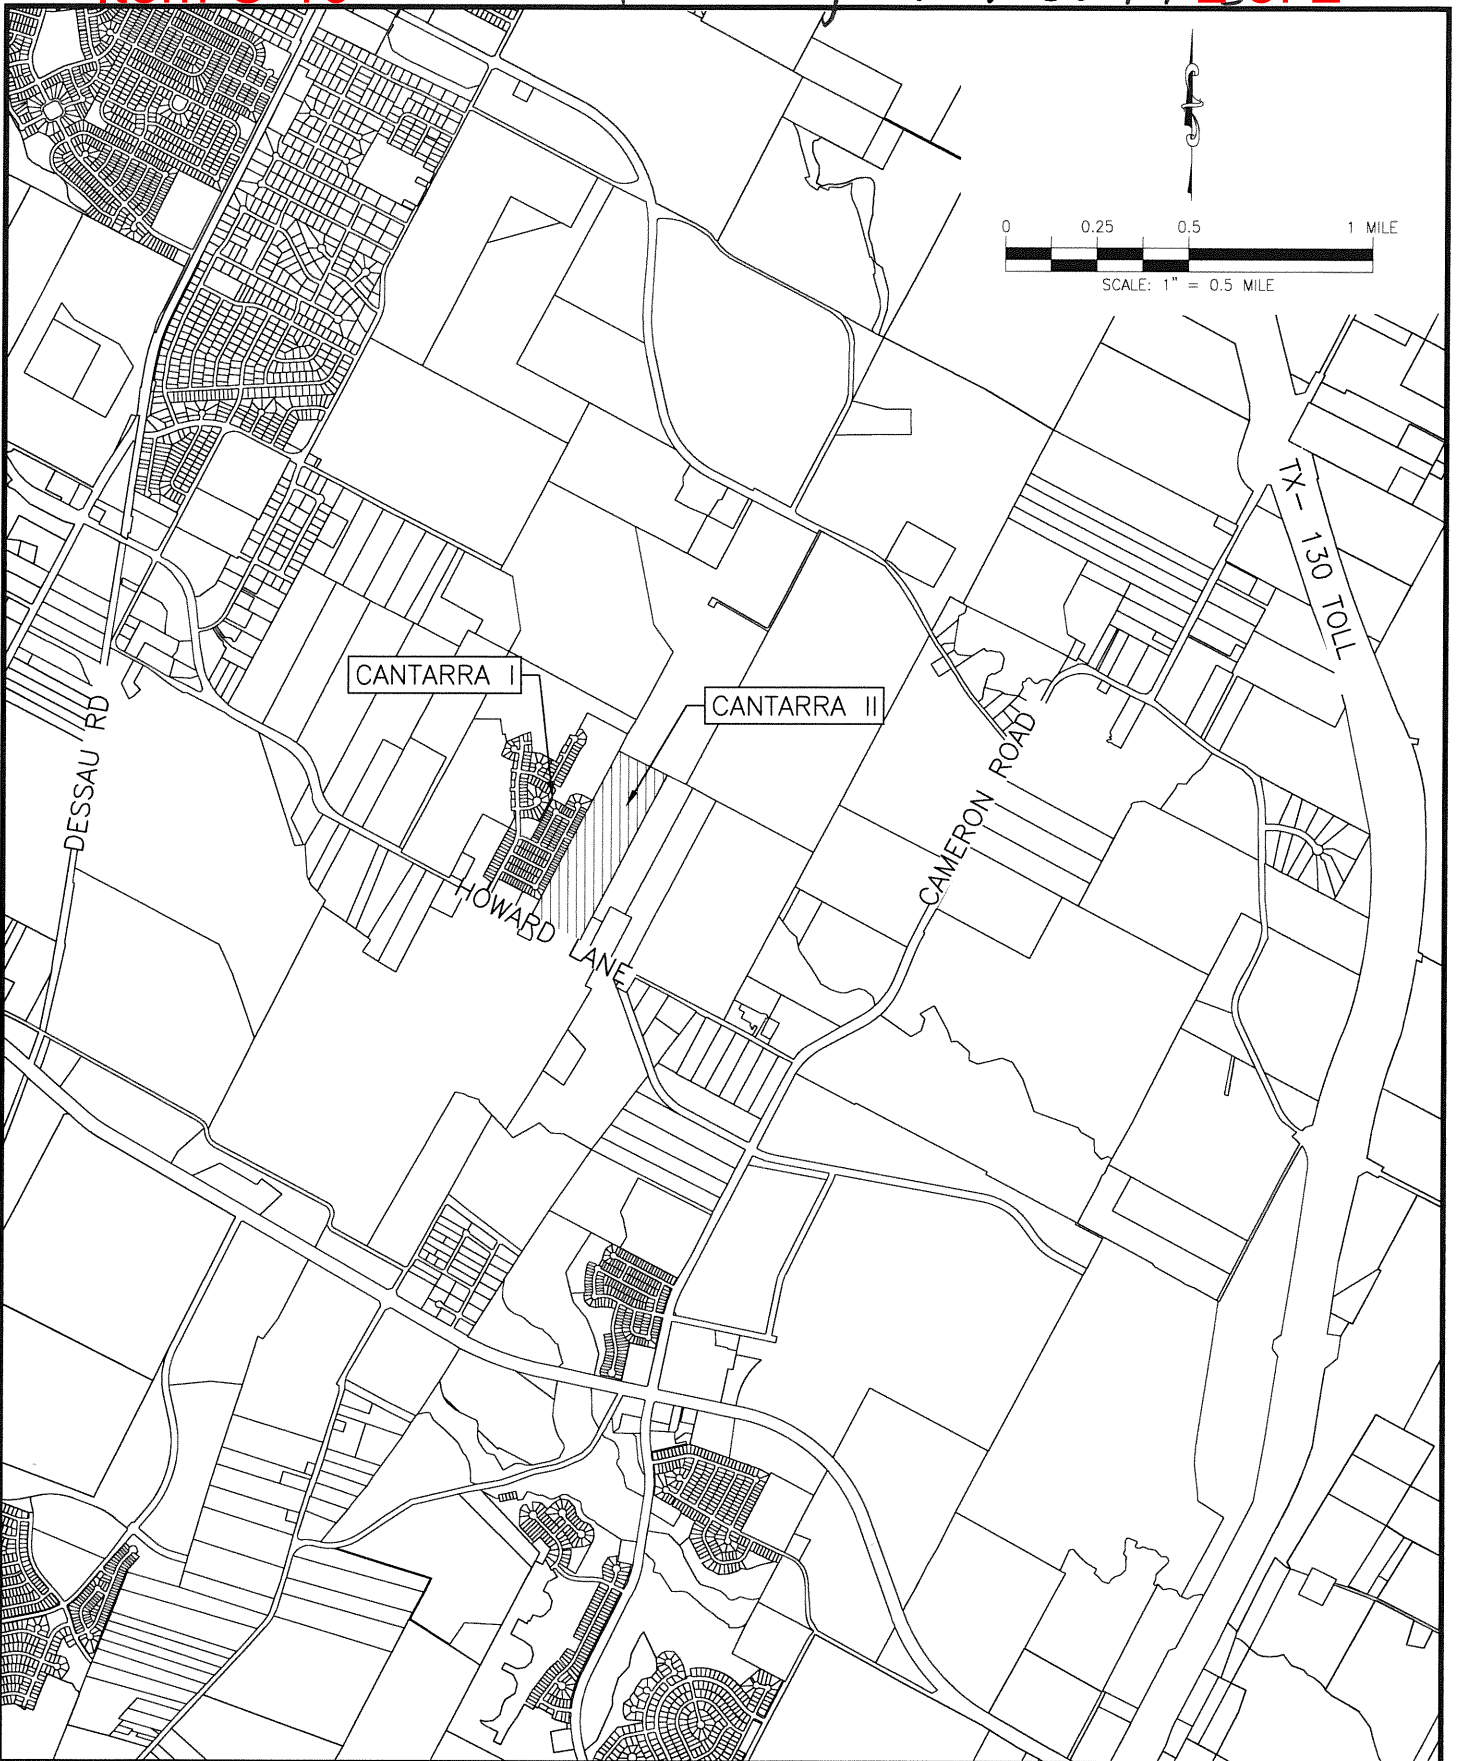 0 0.25 0.5 1 MILE
SCALE: 1" = 0.5 MILE
TX- 130 TOLL
CANTARRA I
CANTARRA II
DESSAU RD
CAMERON ROAD
HOWARD LANE